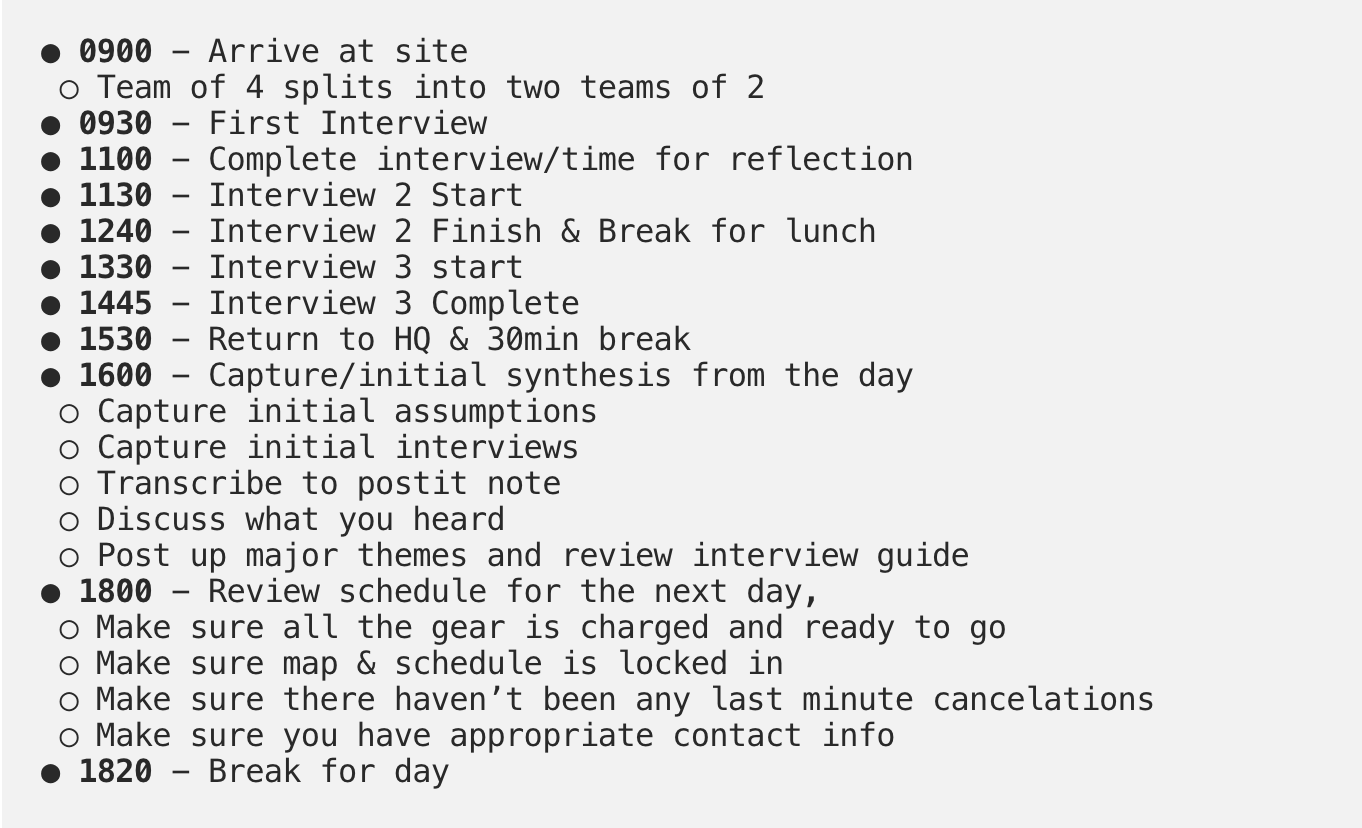 ● 0900 – Arrive at site
○ Team of 4 splits into two teams of 2
● 0930 – First Interview
● 1100 – Complete interview/time for reflection
● 1130 – Interview 2 Start
● 1240 – Interview 2 Finish & Break for lunch
● 1330 – Interview 3 start
● 1445 – Interview 3 Complete
● 1530 – Return to HQ & 30min break
● 1600 – Capture/initial synthesis from the day
○ Capture initial assumptions
○ Capture initial interviews
○ Transcribe to postit note
○ Discuss what you heard
○ Post up major themes and review interview guide
● 1800 – Review schedule for the next day,
○ Make sure all the gear is charged and ready to go
○ Make sure map & schedule is locked in
○ Make sure there haven’t been any last minute cancelations
○ Make sure you have appropriate contact info
● 1820 – Break for day